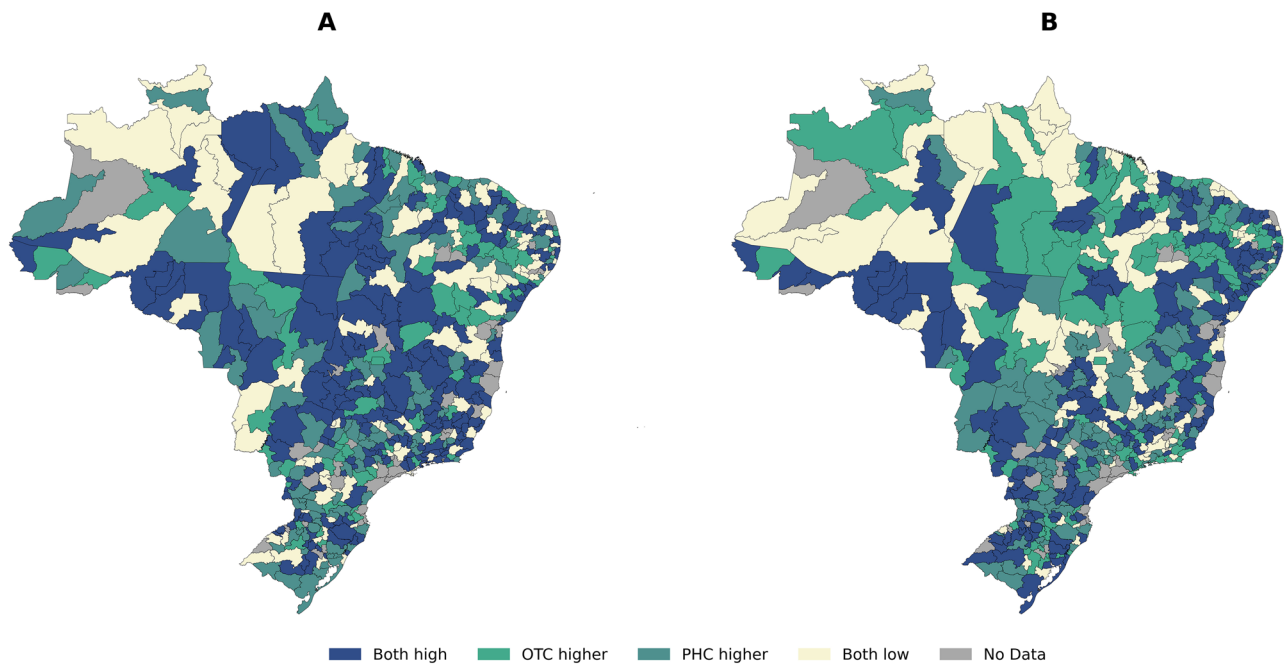 A
B
Both high
OTC higher
PHC higher
Both low
No Data